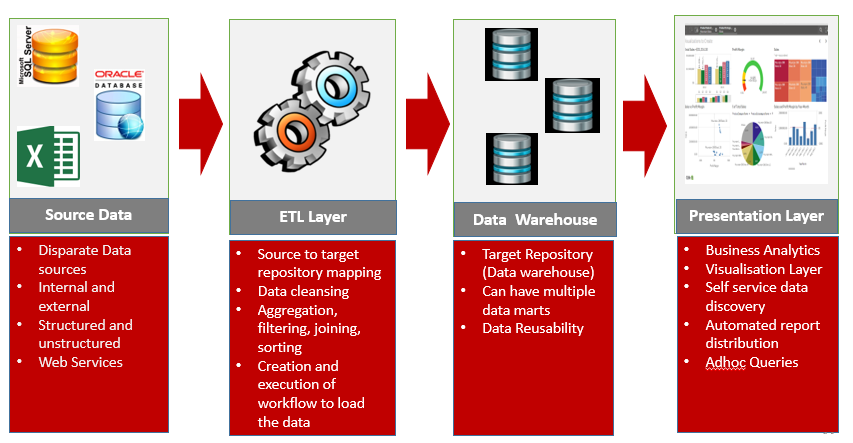 Microsoft
SQL Server
ORACLE
DATABASE
X
Source Data
ETL Layer
Data  Warehouse
Presentation Layer
• Disparate Data
sources
• Internal and
external
• Structured and
unstructured
• Web Services
• Source to target
repository mapping
• Data cleansing
• Aggregation,
filtering, joining,
sorting
• Creation and
execution of
workflow to load
the data
• Target Repository
(Data warehouse)
• Can have multiple
data marts
• Data Reusability
• Business Analytics
• Visualisation Layer
• Self service data
discovery
• Automated report
distribution
• Adhoc Queries